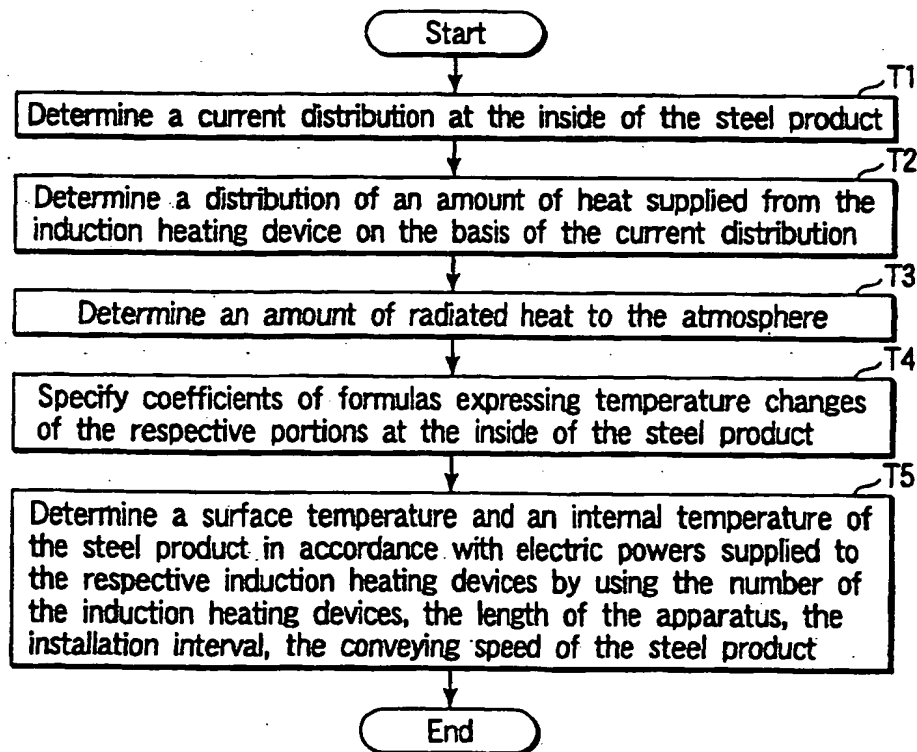 Start
T1
Determine a current distribution at the inside of the steel product
T2
Determine a distribution of an amount of heat supplied from the
induction heating device on the basis of the current distribution
T3
Determine an amount of radiated heat to the atmosphere
T4
Specify coefficients of formulas expressing temperature changes
of the respective portions at the inside of the steel product
T5
Determine a surface temperature and an internal temperature of
the steel product in accordance with electric powers supplied to
the respective induction heating devices by using the number of
the induction heating devices, the length of the apparatus, the
installation interval, the conveying speed of the steel product
End